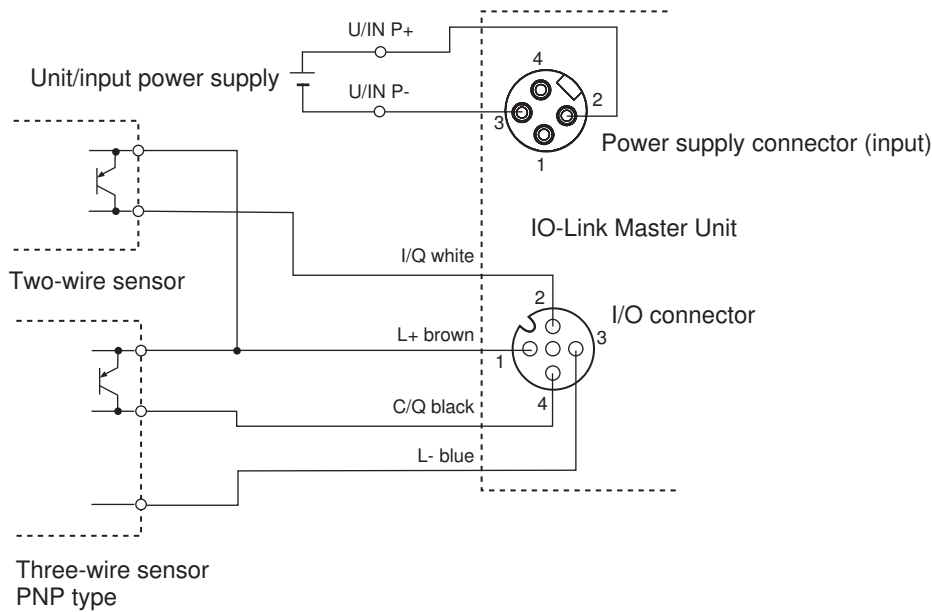 U/IN P+
4
Unit/input power supply
U/IN P-
2
3
Power supply connector (input)
1
IO-Link Master Unit
I/Q white
Two-wire sensor
2
I/O connector
L+ brown
3
1
C/Q black
4
L- blue
Three-wire sensor
PNP type